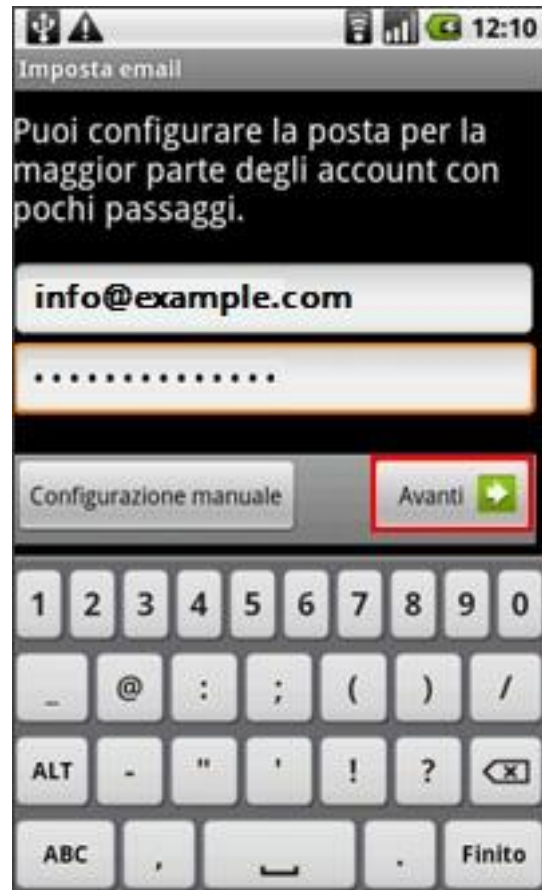 12:10
Imposta email
Puoi configurare la posta per la
maggior parte degli account con
pochi passaggi.
info@example.com
••••••••••••••
Configurazione manuale Avanti
1 2 3 4 5 6 7 8 9 0
_ @ : ; ( ) /
ALT - " ' ! ?
ABC , . Finito